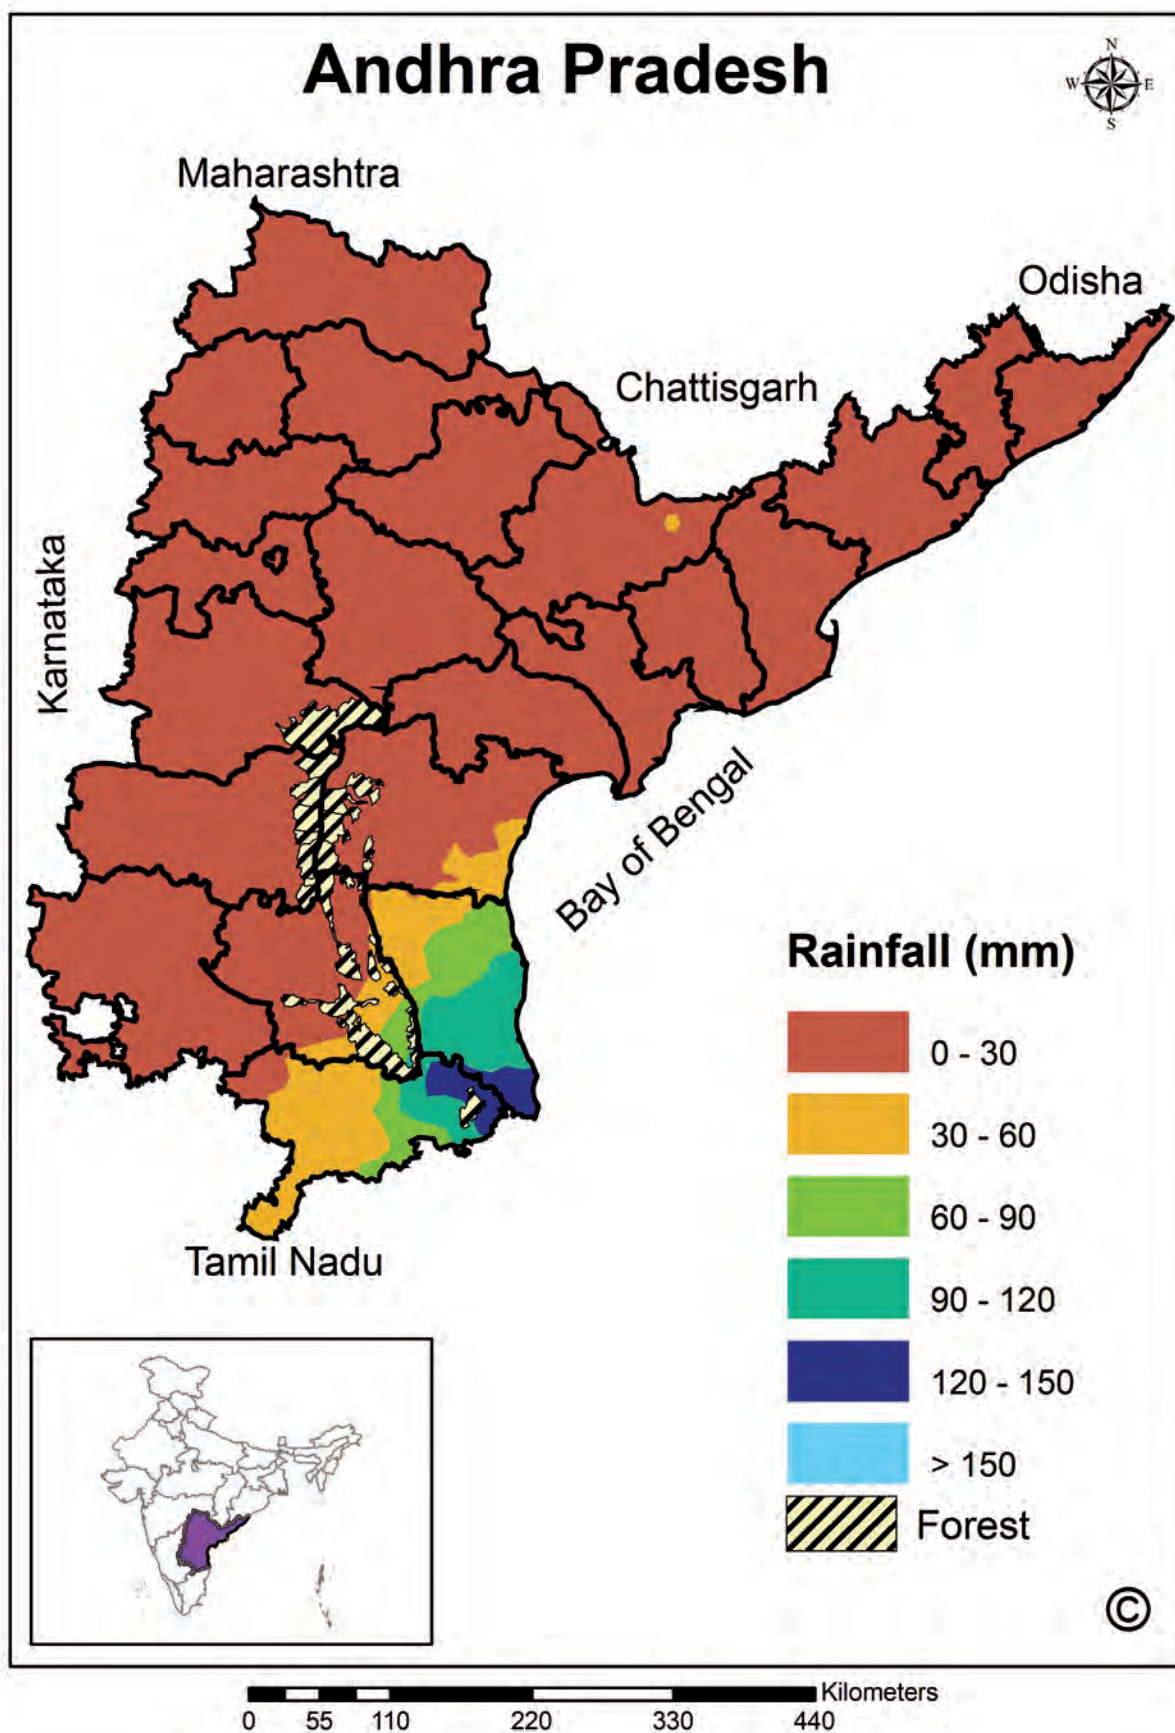 Andhra Pradesh
N
W E
S
Maharashtra
Odisha
Chattisgarh
Karnataka
Bay of Bengal
Tamil Nadu
Rainfall (mm)
0 - 30
30 - 60
60 - 90
90 - 120
120 - 150
> 150
Forest
©
Kilometers
0 55 110 220 330 440